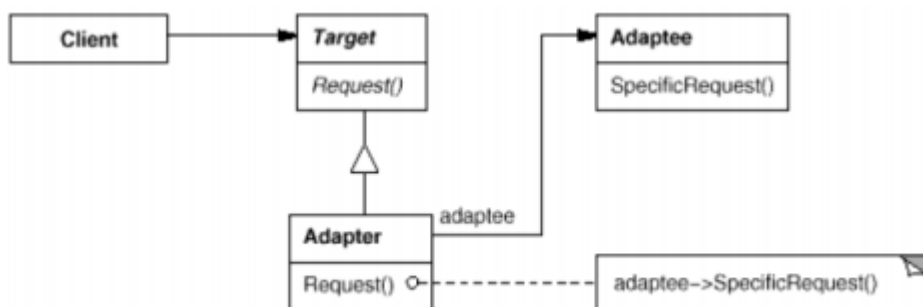 Client
Target
Request()
Adaptee
SpecificRequest()
adaptee
Adapter
Request()
adaptee->SpecificRequest()